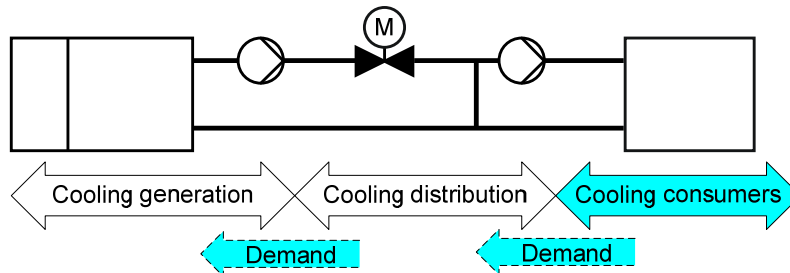 M
Cooling generation
Cooling distribution
Cooling consumers
Demand
Demand